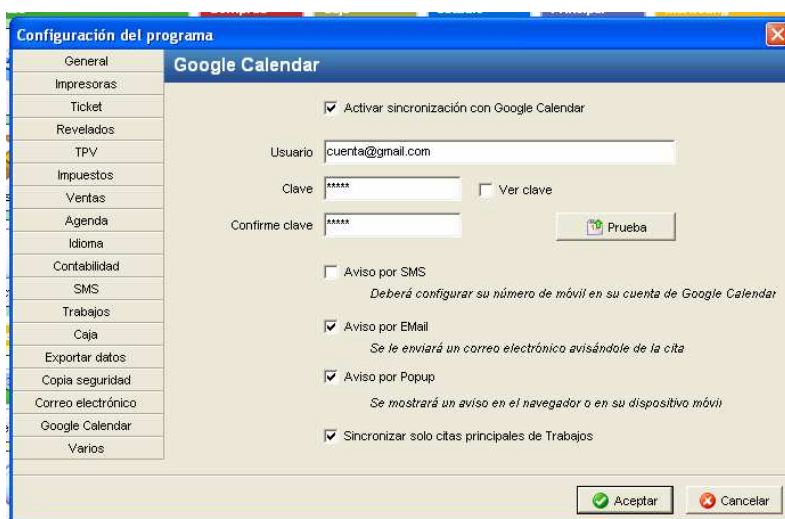 Configuración del programa
General
Impresoras
Ticket
Revelados
TPV
Impuestos
Ventas
Agenda
Idioma
Contabilidad
SMS
Trabajos
Caja
Exportar datos
Copia seguridad
Correo electrónico
Google Calendar
Varios
Google Calendar
Activar sincronización con Google Calendar
Usuario cuenta@gmail.com
Clave ***** Ver clave
Confirme clave ***** Prueba
Aviso por SMS
Deberá configurar su número de móvil en su cuenta de Google Calendar
Aviso por EMail
Se le enviará un correo electrónico avisándole de la cita
Aviso por Popup
Se mostrará un aviso en el navegador o en su dispositivo móvil
Sincronizar solo citas principales de Trabajos
Aceptar Cancelar